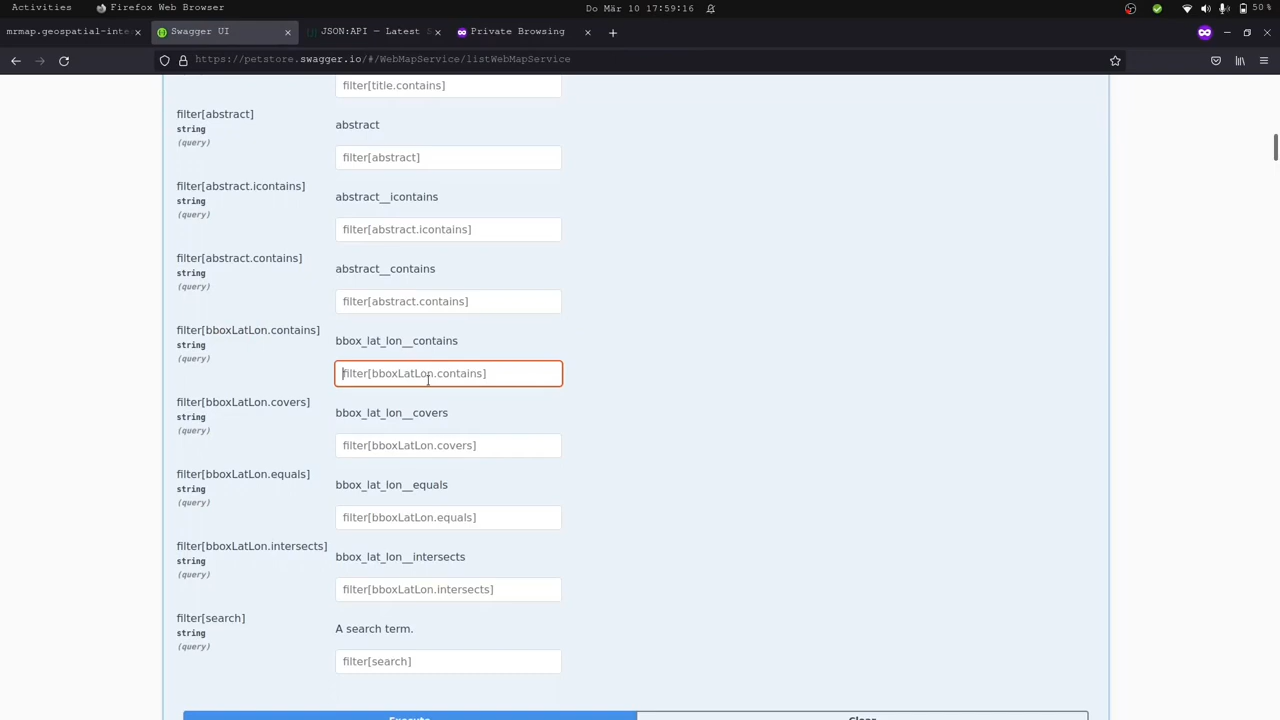 Activities
Firefox Web Browser
Do Mär 10 17:59:16
50 %
mrmap.geospatial-inte
Swagger UI
JSON:API — Latest S
Private Browsing
https://petstore.swagger.io/#/WebMapService/listWebMapService
filter[title.contains]
filter[abstract]
string
(query)
abstract
filter[abstract]
filter[abstract.icontains]
string
(query)
abstract__icontains
filter[abstract.icontains]
filter[abstract.contains]
string
(query)
abstract__contains
filter[abstract.contains]
filter[bboxLatLon.contains]
string
(query)
bbox_lat_lon__contains
filter[bboxLatLon.contains]
filter[bboxLatLon.covers]
string
(query)
bbox_lat_lon__covers
filter[bboxLatLon.covers]
filter[bboxLatLon.equals]
string
(query)
bbox_lat_lon__equals
filter[bboxLatLon.equals]
filter[bboxLatLon.intersects]
string
(query)
bbox_lat_lon__intersects
filter[bboxLatLon.intersects]
filter[search]
string
(query)
A search term.
filter[search]
Execute
Clear